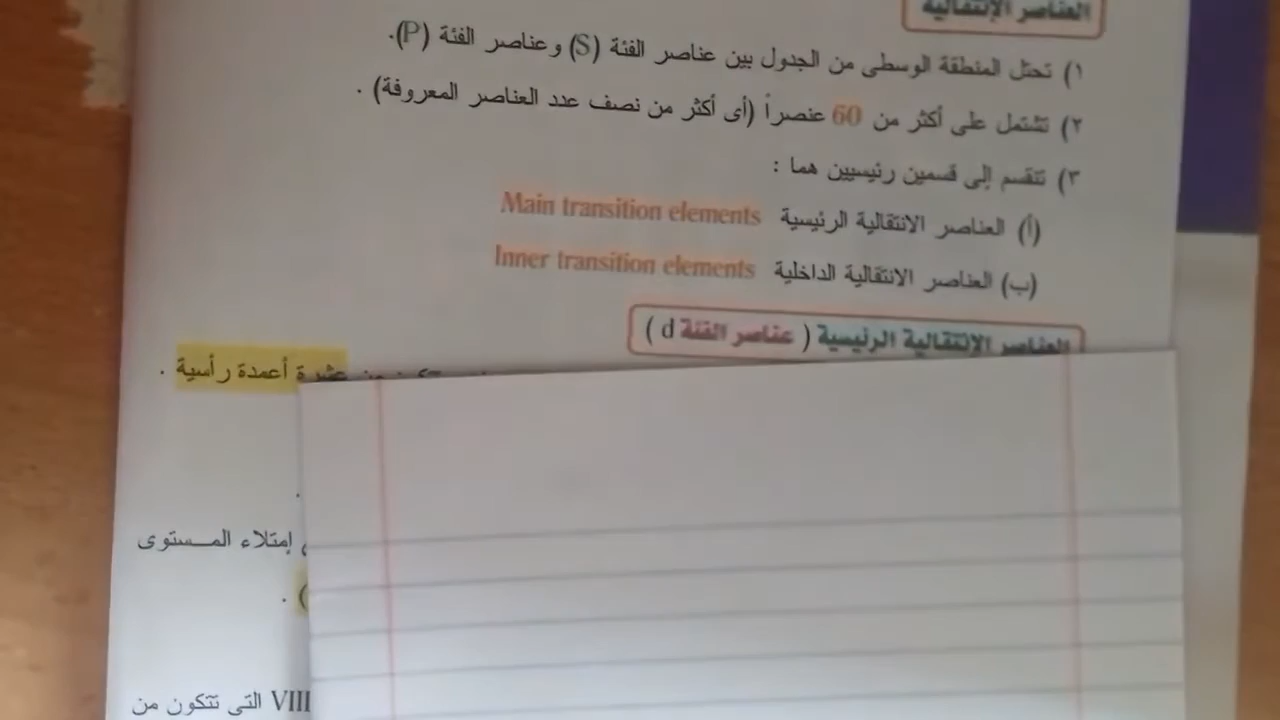 العناصر الإنتقالية
١) تحتل المنطقة الوسطى من الجدول بين عناصر الفئة (S) وعناصر الفئة (P).
٢) تشتمل على أكثر من 60 عنصراً (أى أكثر من نصف عدد العناصر المعروفة) .
٣) تنقسم إلى قسمين رئيسيين هما :
(أ) العناصر الانتقالية الرئيسية Main transition elements
(ب) العناصر الانتقالية الداخلية Inner transition elements
العناصر الإنتقالية الرئيسية ( عناصر الفئة d )
عشرة أعمدة رأسية .
إمتلاء المستوى
VIII التى تتكون من